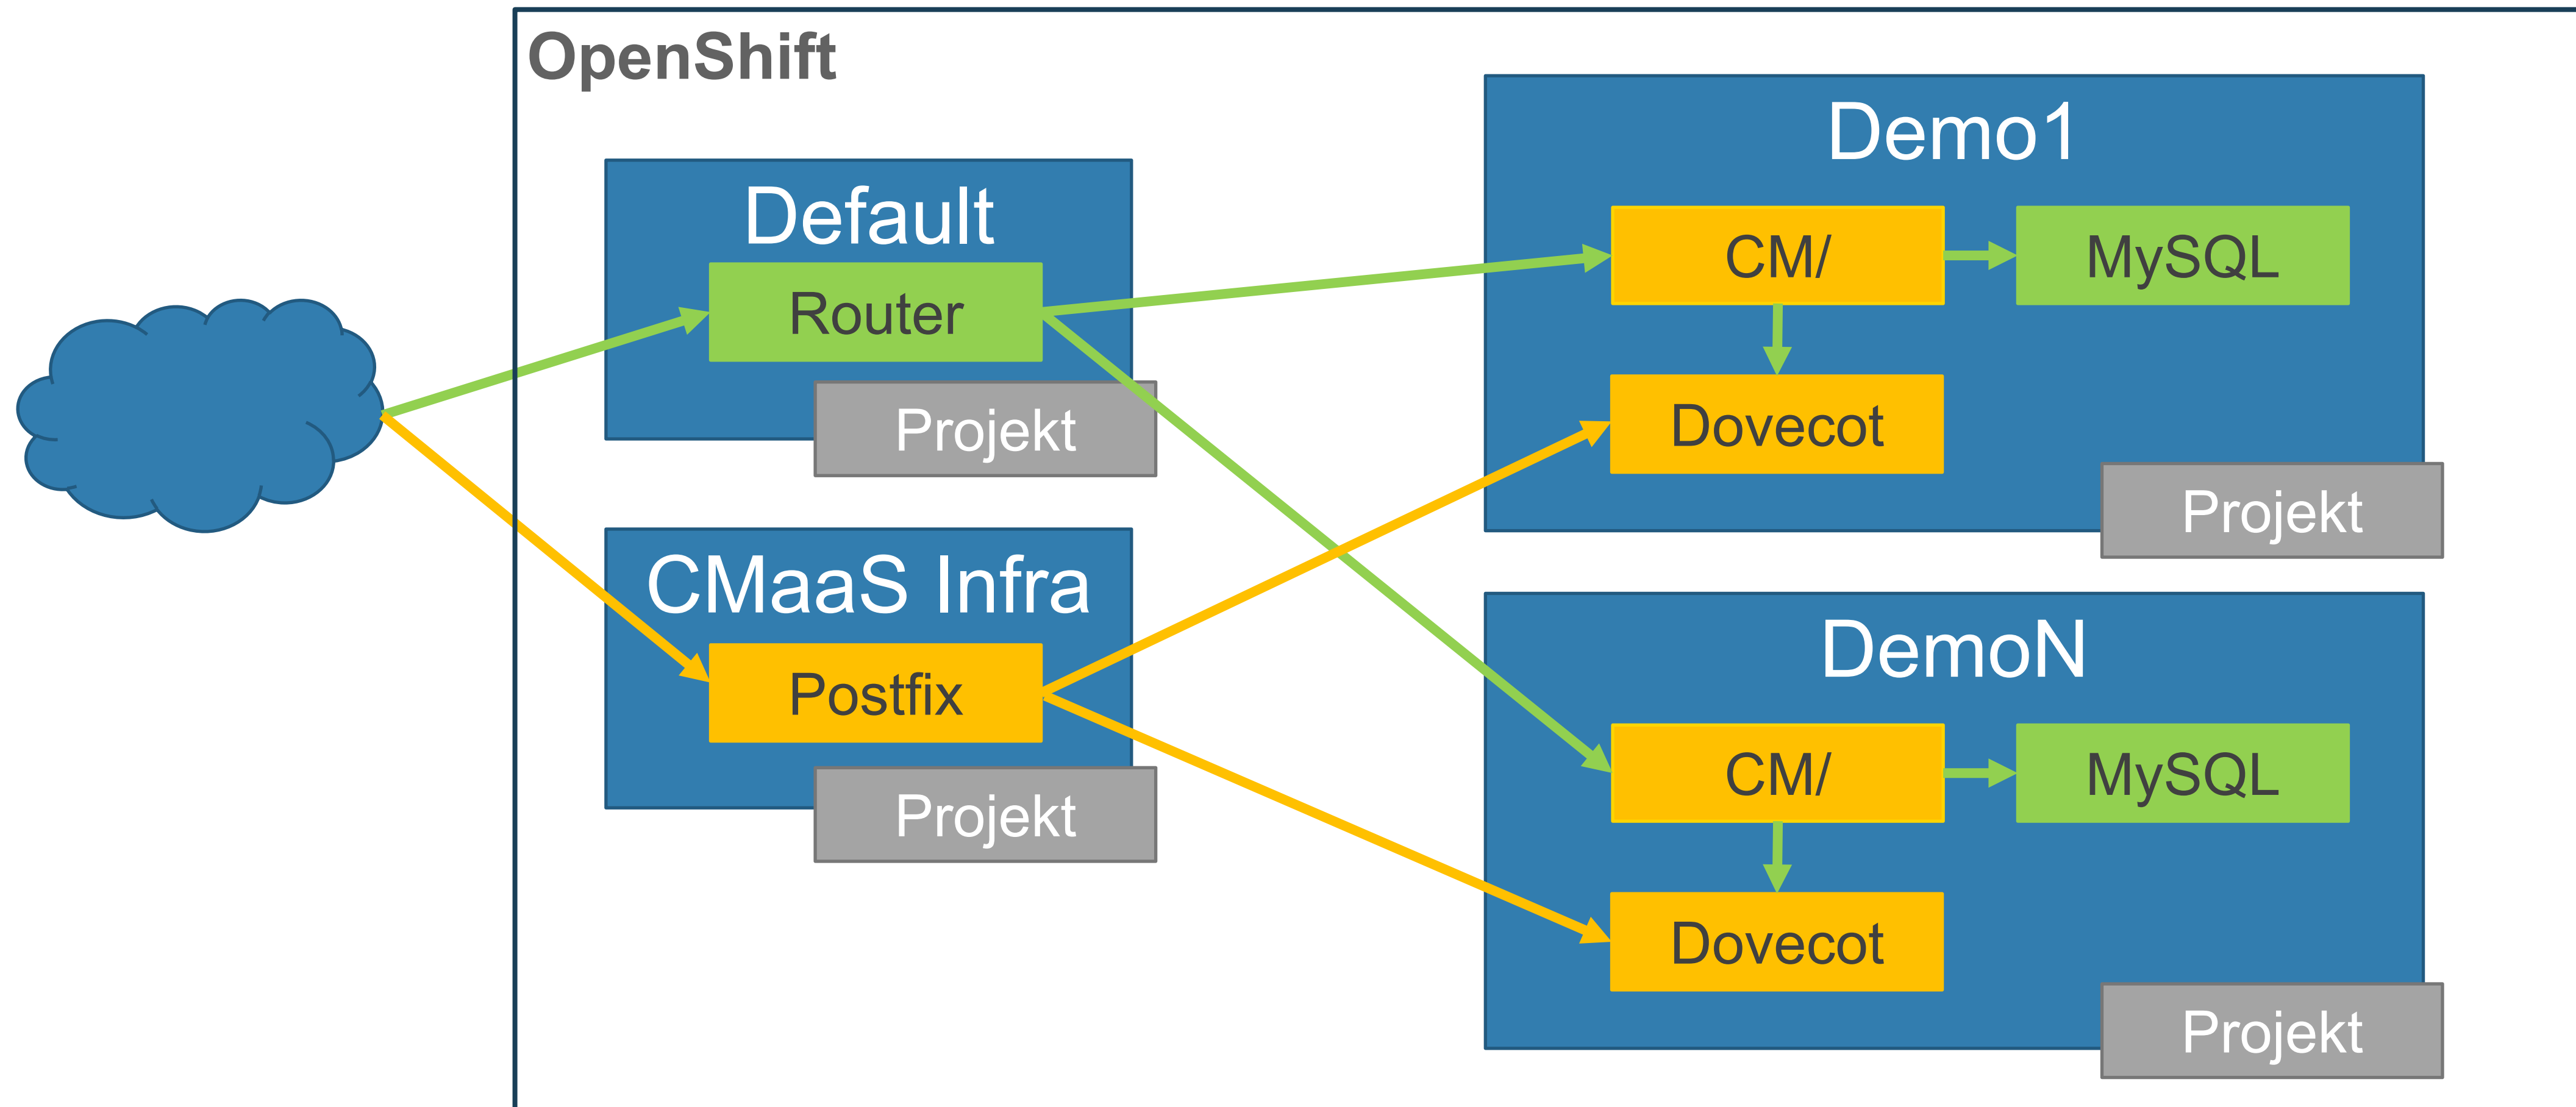 OpenShift
Default
Router
Projekt
CMaaS Infra
Postfix
Projekt
Demo1
CM/
MySQL
Dovecot
Projekt
DemoN
CM/
MySQL
Dovecot
Projekt